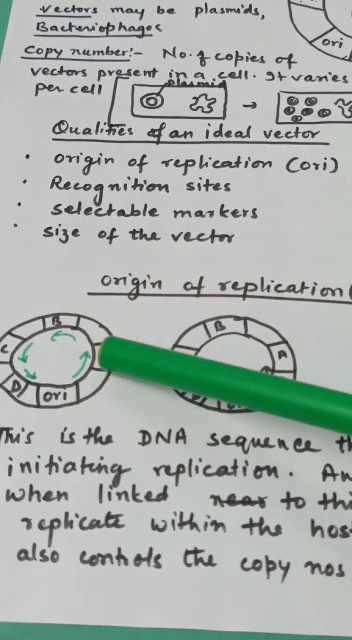 vectors may be plasmids,
Bacteriophages
Copy number:- No. of copies of
vectors present in a cell. It varies
per cell
Plasmid
ori
Qualities of an ideal vector
• origin of replication (ori)
• Recognition sites
• Selectable markers
• Size of the vector
origin of replication (
B
C
D
ori
B
A
This is the DNA sequence
initiating replication.
when linked near to
replicate within the
also controls the copy nos